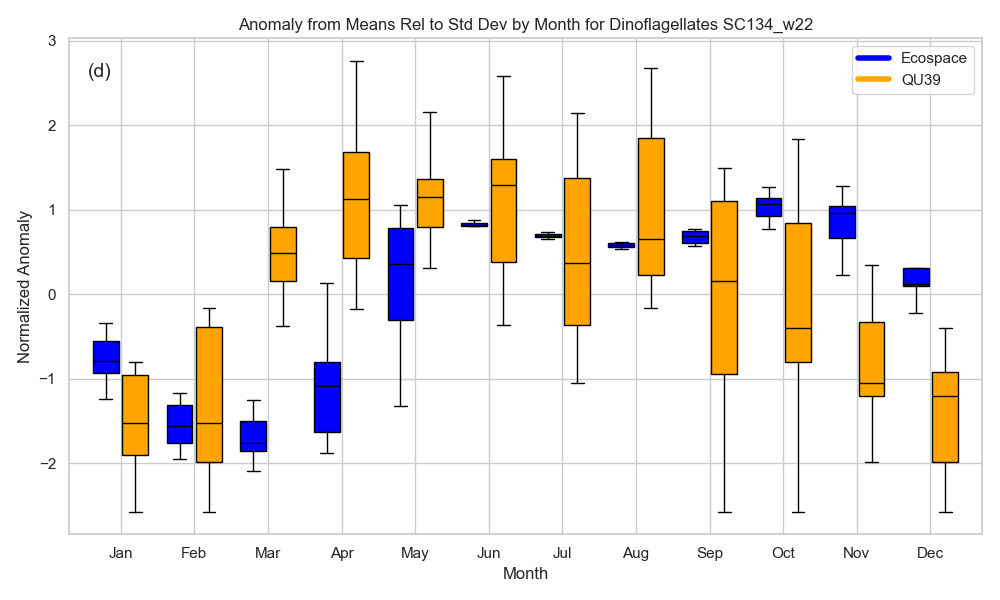 Anomaly from Means Rel to Std Dev by Month for Dinoflagellates SC134_w22
(d)
Ecospace
QU39
Normalized Anomaly
3
2
1
0
−1
−2
Jan Feb Mar Apr May Jun Jul Aug Sep Oct Nov Dec
Month